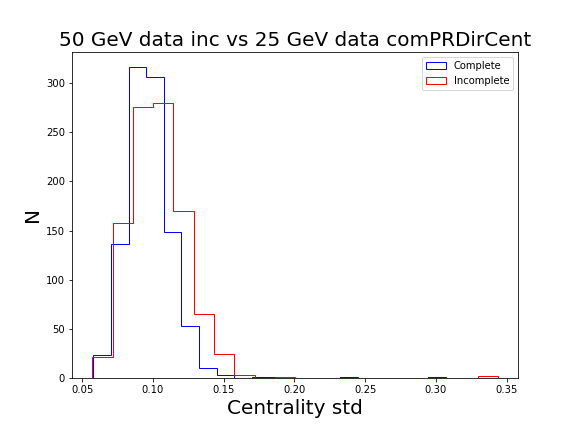 50 GeV data inc vs 25 GeV data comPRDirCent
Complete
Incomplete
N
300
250
200
150
100
50
0
0.05 0.10 0.15 0.20 0.25 0.30 0.35
Centrality std